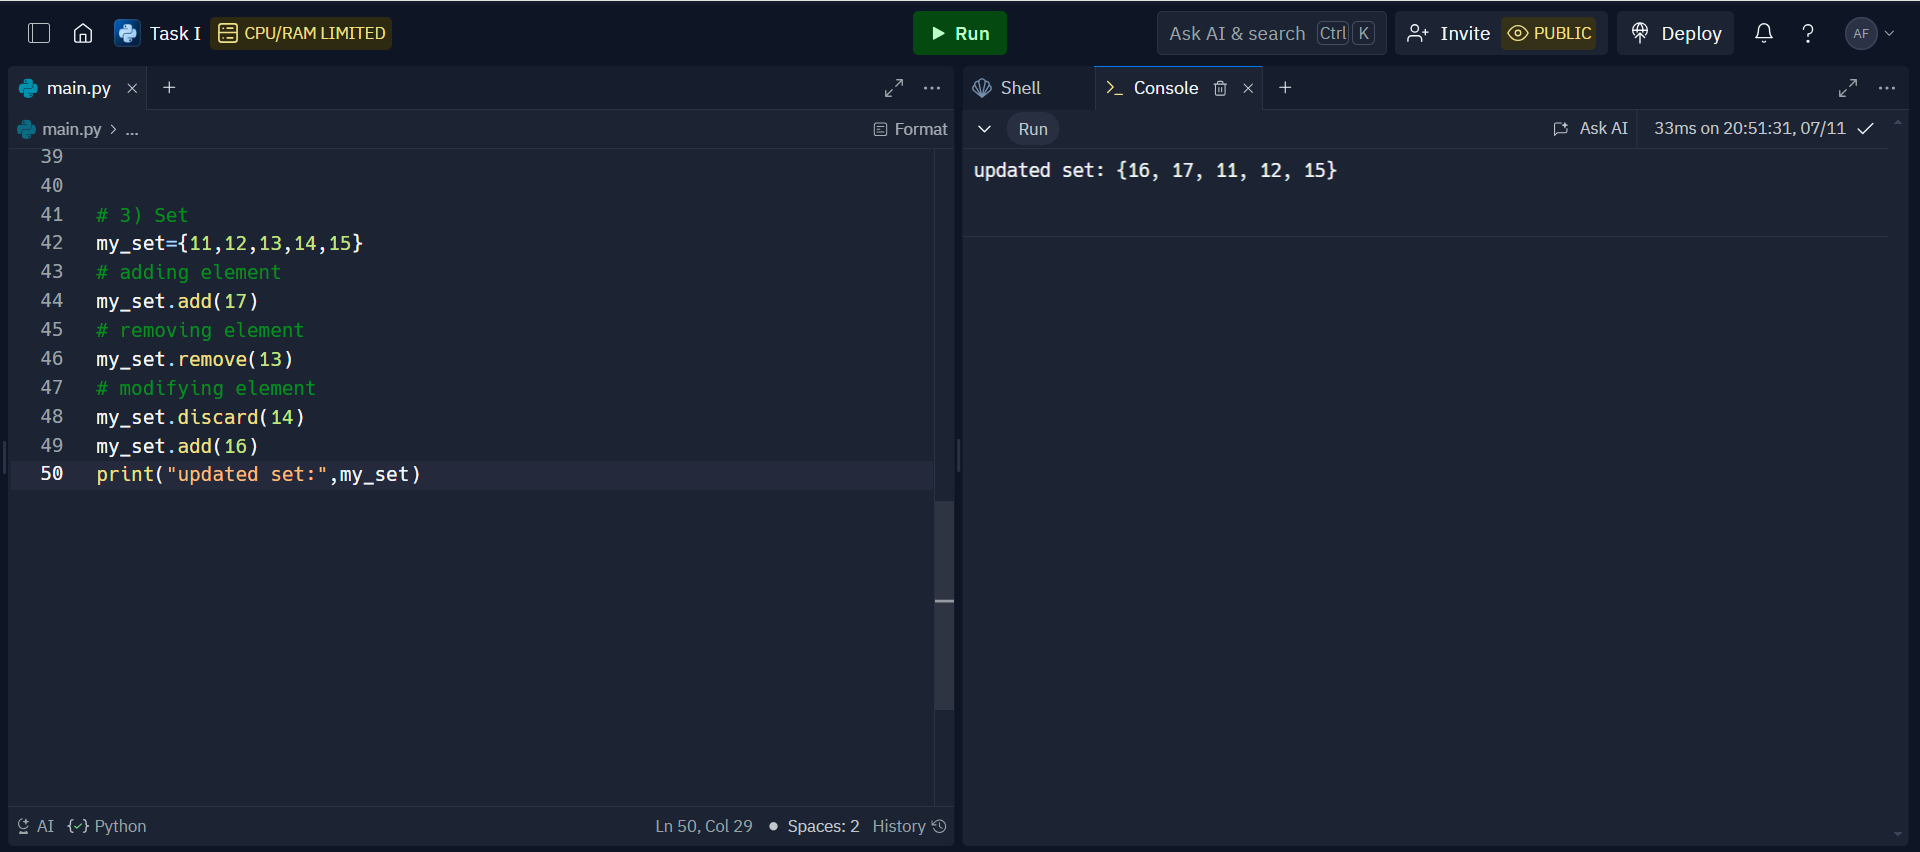 Task I CPU/RAM LIMITED Run Ask AI & search Ctrl K Invite PUBLIC Deploy AF
main.py
main.py > ... Format
39
40
41 # 3) Set
42 my_set={11,12,13,14,15}
43 # adding element
44 my_set.add(17)
45 # removing element
46 my_set.remove(13)
47 # modifying element
48 my_set.discard(14)
49 my_set.add(16)
50 print("updated set:",my_set)
AI Python Ln 50, Col 29 Spaces: 2 History
Shell Console
Run Ask AI 33ms on 20:51:31, 07/11
updated set: {16, 17, 11, 12, 15}